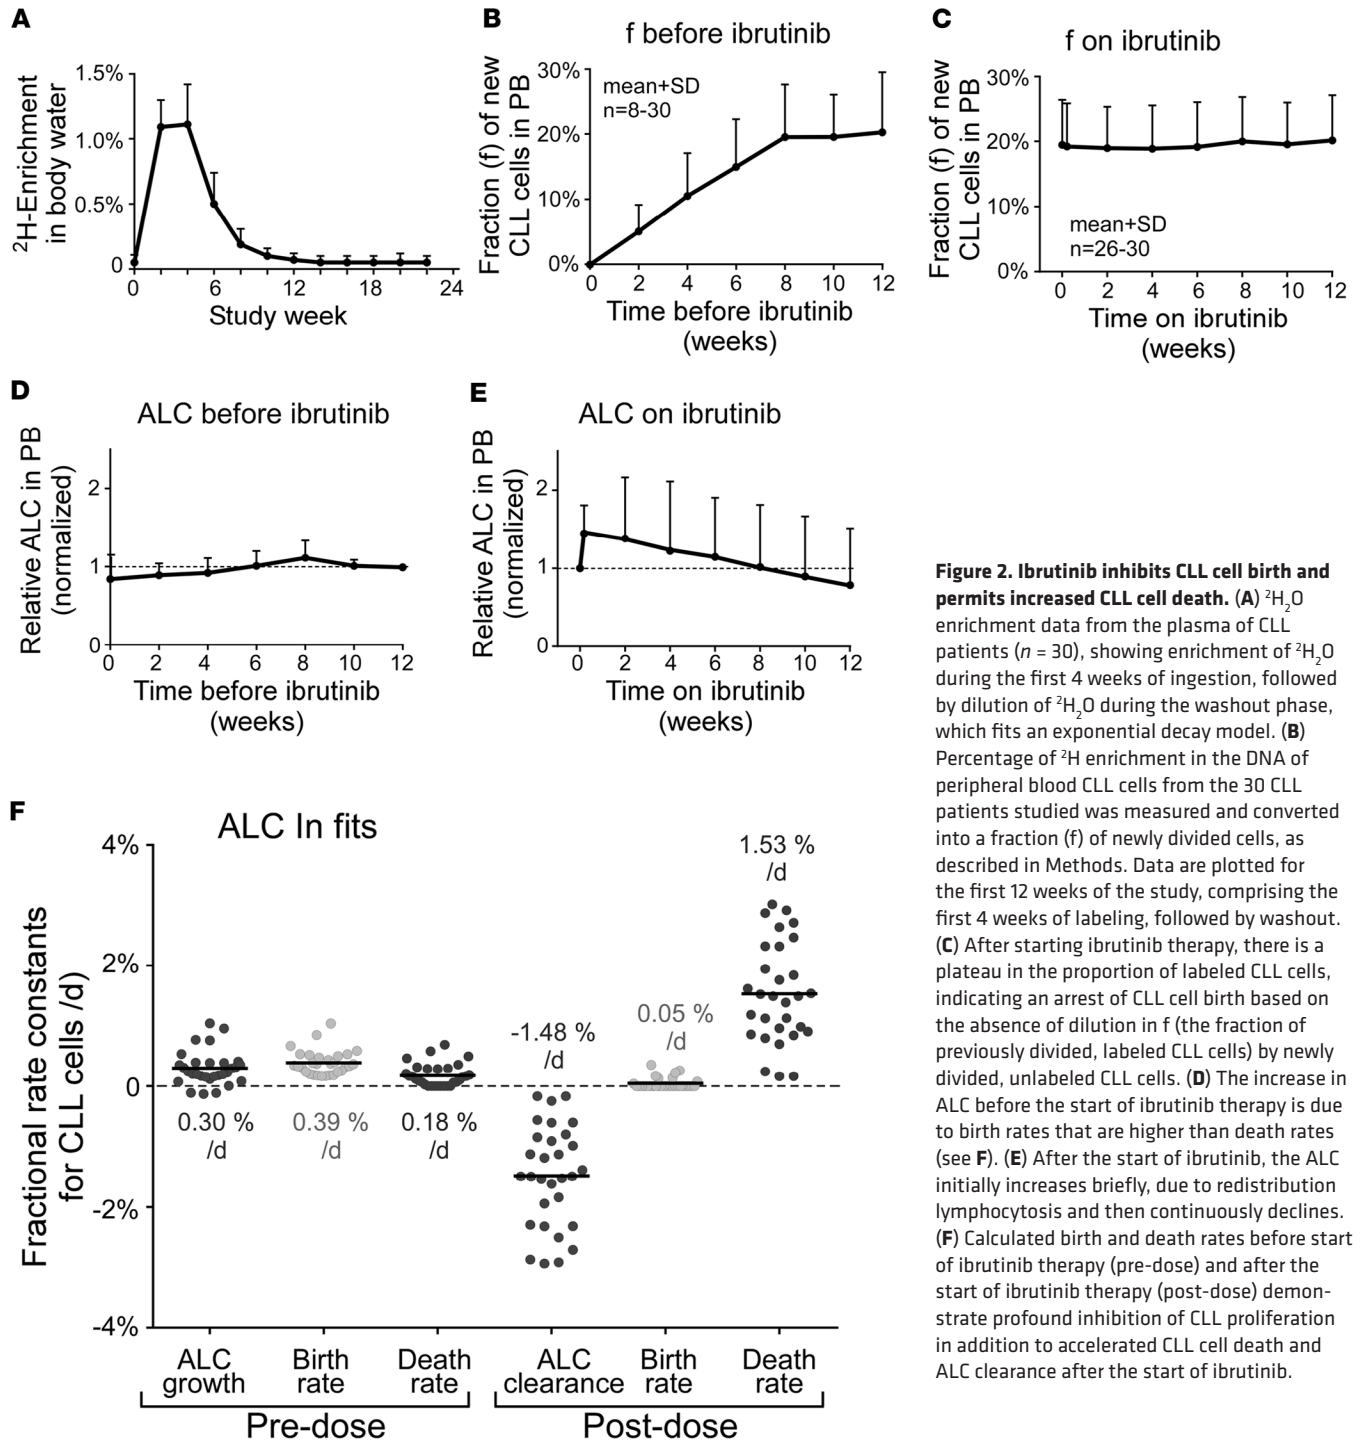 A
²H-Enrichment
in body water
1.5%
1.0%
0.5%
0
0
6
12
18
24
Study week
B
f before ibrutinib
Fraction (f) of new
CLL cells in PB
30%
20%
10%
0%
mean+SD
n=8-30
0
2
4
6
8
10
12
Time before ibrutinib
(weeks)
C
f on ibrutinib
Fraction (f) of new
CLL cells in PB
30%
20%
10%
0%
mean+SD
n=26-30
0
2
4
6
8
10
12
Time on ibrutinib
(weeks)
D
ALC before ibrutinib
Relative ALC in PB
(normalized)
2
1
0
0
2
4
6
8
10
12
Time before ibrutinib
(weeks)
E
ALC on ibrutinib
Relative ALC in PB
(normalized)
2
1
0
0
2
4
6
8
10
12
Time on ibrutinib
(weeks)
F
ALC ln fits
Fractional rate constants
for CLL cells /d)
4%
2%
0
-2%
-4%
0.30 %
/d
0.39 %
/d
0.18 %
/d
-1.48 %
/d
0.05 %
/d
1.53 %
/d
ALC
growth
Birth
rate
Death
rate
ALC
clearance
Birth
rate
Death
rate
Pre-dose
Post-dose
Figure 2. Ibrutinib inhibits CLL cell birth and
permits increased CLL cell death. (A) ²H₂O
enrichment data from the plasma of CLL
patients (n = 30), showing enrichment of ²H₂O
during the first 4 weeks of ingestion, followed
by dilution of ²H₂O during the washout phase,
which fits an exponential decay model. (B)
Percentage of ²H enrichment in the DNA of
peripheral blood CLL cells from the 30 CLL
patients studied was measured and converted
into a fraction (f) of newly divided cells, as
described in Methods. Data are plotted for
the first 12 weeks of the study, comprising the
first 4 weeks of labeling, followed by washout.
(C) After starting ibrutinib therapy, there is a
plateau in the proportion of labeled CLL cells,
indicating an arrest of CLL cell birth based on
the absence of dilution in f (the fraction of
previously divided, labeled CLL cells) by newly
divided, unlabeled CLL cells. (D) The increase in
ALC before the start of ibrutinib therapy is due
to birth rates that are higher than death rates
(see F). (E) After the start of ibrutinib, the ALC
initially increases briefly, due to redistribution
lymphocytosis and then continuously declines.
(F) Calculated birth and death rates before start
of ibrutinib therapy (pre-dose) and after the
start of ibrutinib therapy (post-dose) demon-
strate profound inhibition of CLL proliferation
in addition to accelerated CLL cell death and
ALC clearance after the start of ibrutinib.